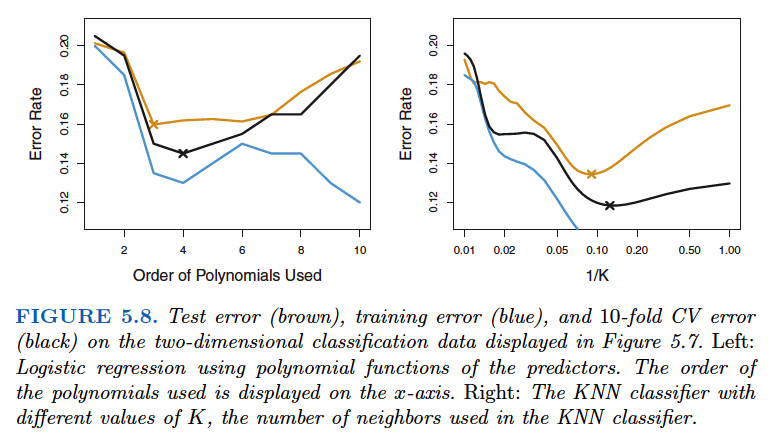 0.20
0.18
0.16
0.14
0.12
Error Rate
2 4 6 8 10
Order of Polynomials Used
0.20
0.18
0.16
0.14
0.12
Error Rate
0.01 0.02 0.05 0.10 0.20 0.50 1.00
1/K
FIGURE 5.8. Test error (brown), training error (blue), and 10-fold CV error
(black) on the two-dimensional classification data displayed in Figure 5.7. Left:
Logistic regression using polynomial functions of the predictors. The order of
the polynomials used is displayed on the x-axis. Right: The KNN classifier with
different values of K, the number of neighbors used in the KNN classifier.